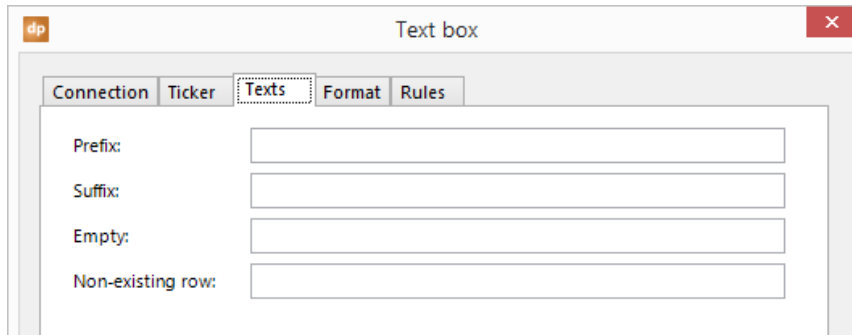 dp Text box
Connection Ticker Texts Format Rules
Prefix:
Suffix:
Empty:
Non-existing row: